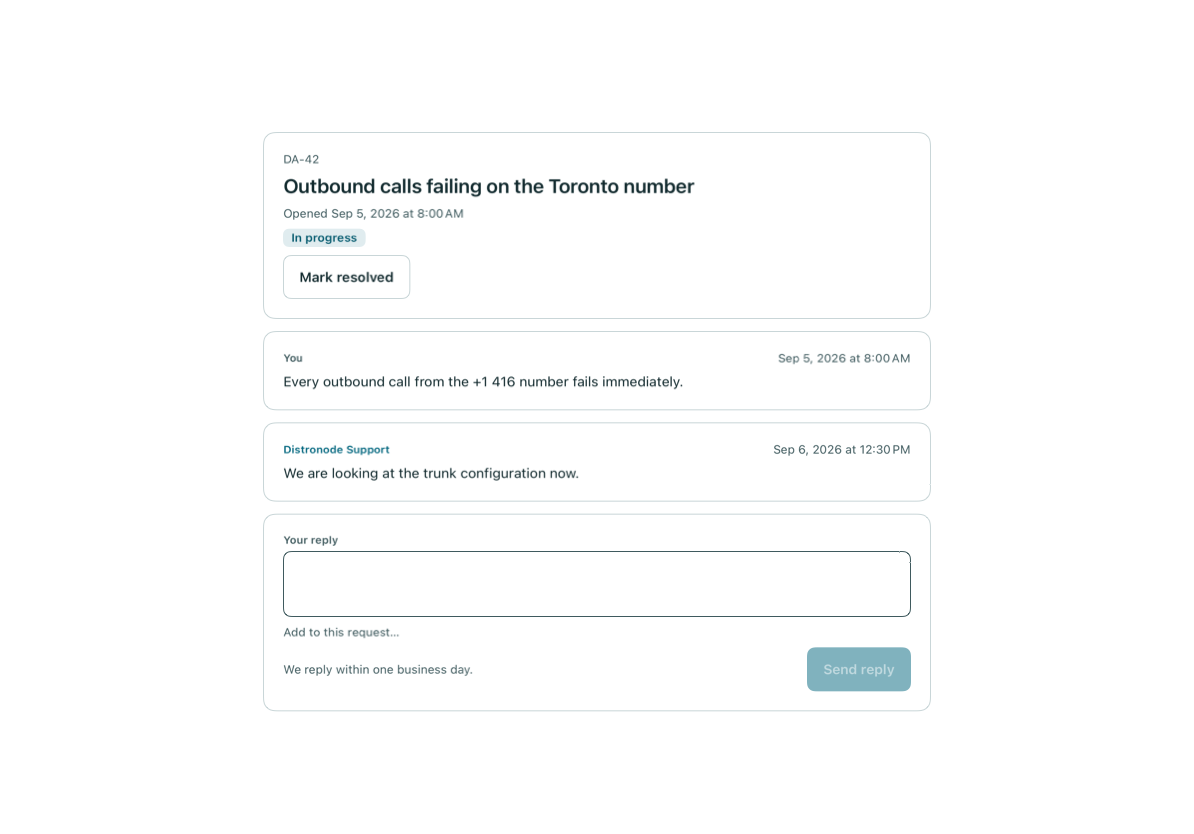 DA-42
Outbound calls failing on the Toronto number
Opened Sep 5, 2026 at 8:00 AM
In progress
Mark resolved
You
Sep 5, 2026 at 8:00 AM
Every outbound call from the +1 416 number fails immediately.
Distronode Support
Sep 6, 2026 at 12:30 PM
We are looking at the trunk configuration now.
Your reply
Add to this request...
We reply within one business day.
Send reply